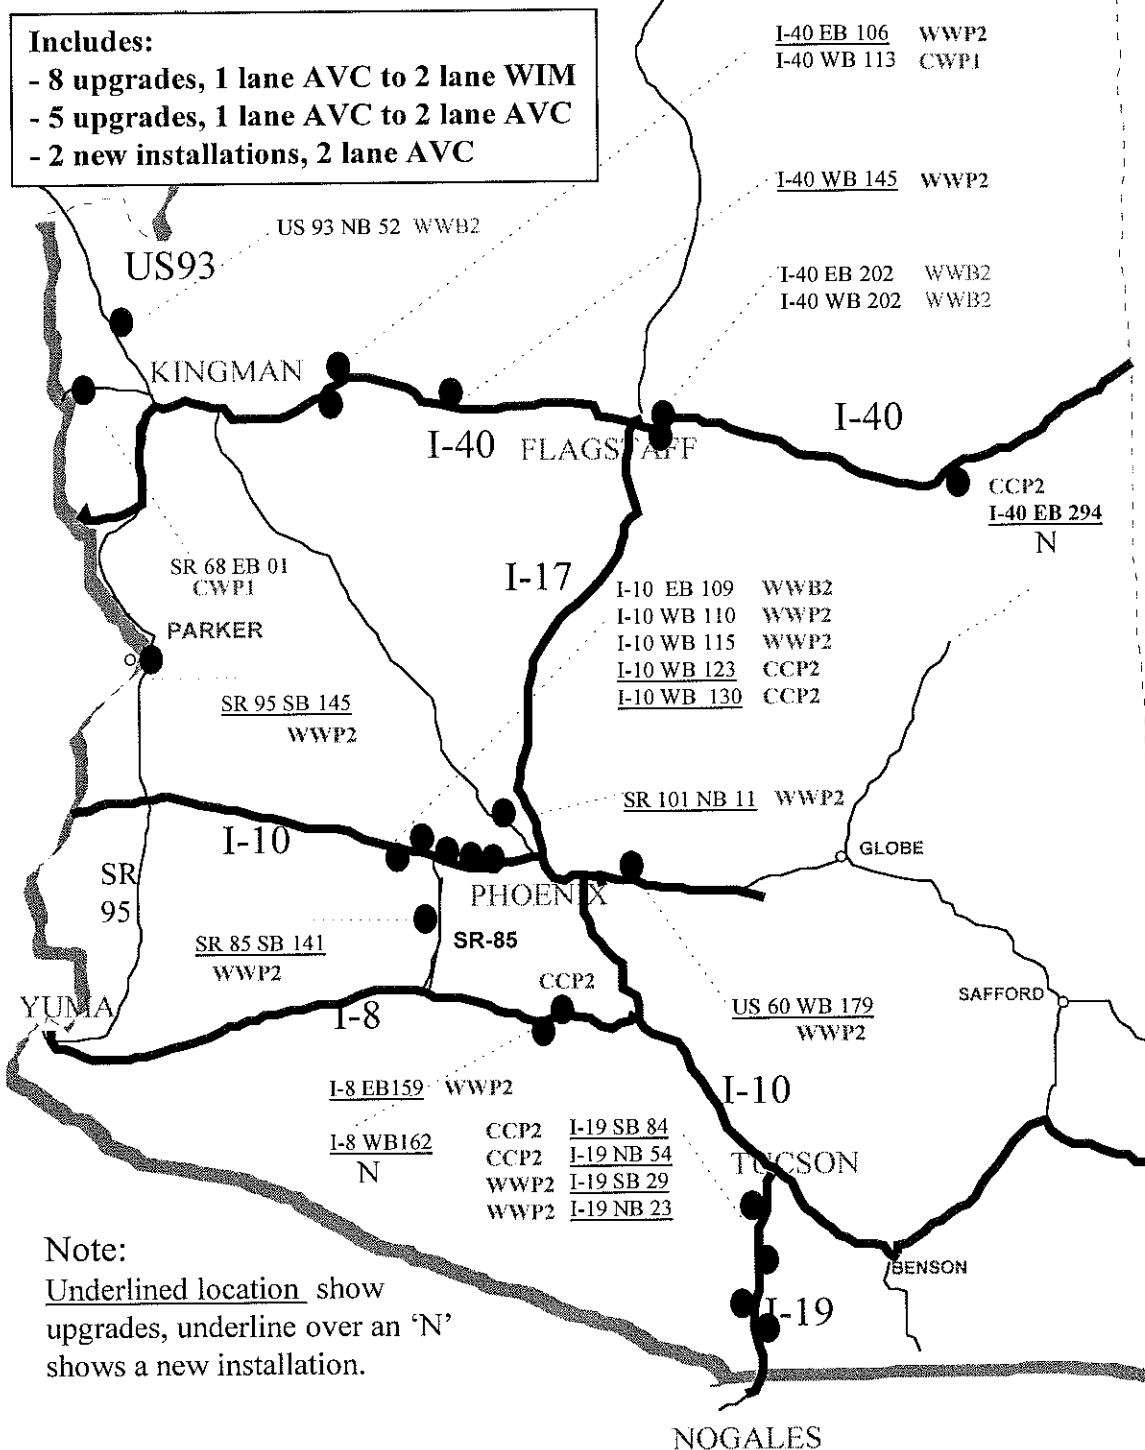 Includes:
- 8 upgrades, 1 lane AVC to 2 lane WIM
- 5 upgrades, 1 lane AVC to 2 lane AVC
- 2 new installations, 2 lane AVC
I-40 EB 106 WWP2
I-40 WB 113 CWP1
I-40 WB 145 WWP2
US 93 NB 52 WWB2
US93
I-40 EB 202 WWB2
I-40 WB 202 WWB2
KINGMAN
I-40
FLAGSTAFF
I-40
CCP2
I-40 EB 294
N
SR 68 EB 01
CWP1
I-17
I-10 EB 109 WWB2
I-10 WB 110 WWP2
I-10 WB 115 WWP2
I-10 WB 123 CCP2
I-10 WB 130 CCP2
PARKER
SR 95 SB 145
WWP2
SR 101 NB 11 WWP2
I-10
GLOBE
SR
95
PHOENIX
SR 85 SB 141
WWP2
SR-85
CCP2
SAFFORD
YUMA
I-8
US 60 WB 179
WWP2
I-8 EB159 WWP2
I-10
I-8 WB162
N
CCP2 I-19 SB 84
CCP2 I-19 NB 54
WWP2 I-19 SB 29
WWP2 I-19 NB 23
TUCSON
Note:
Underlined location show
upgrades, underline over an ‘N’
shows a new installation.
BENSON
I-19
NOGALES